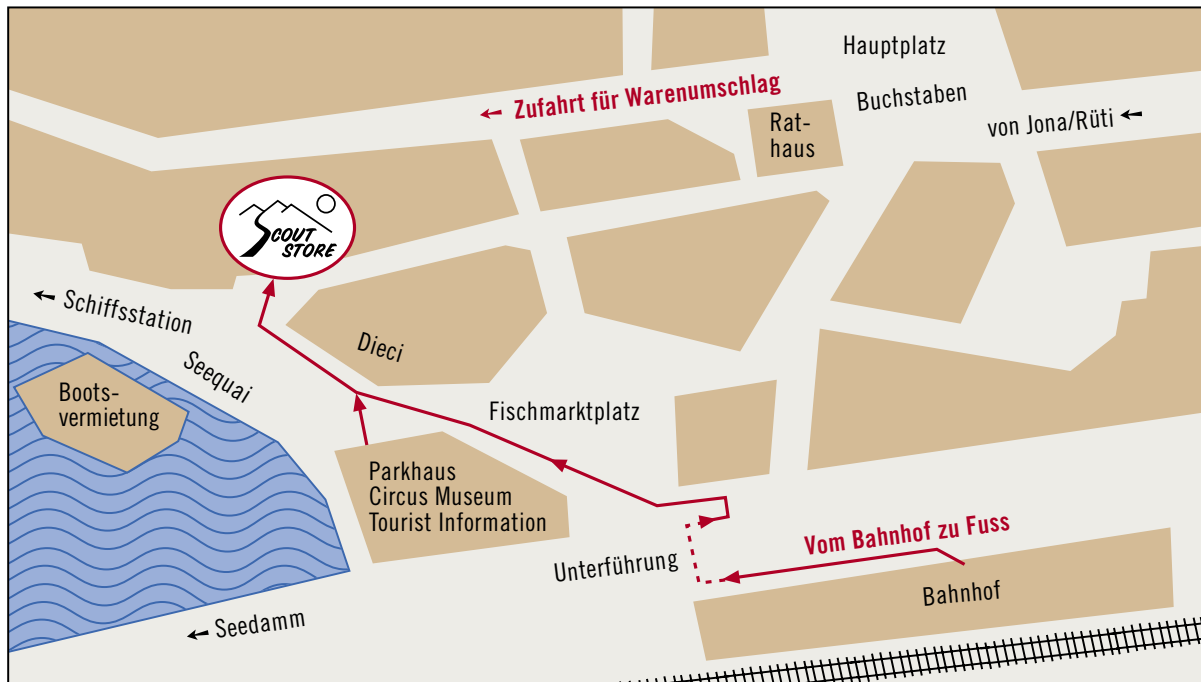 Hauptplatz
← Zufahrt für Warenumschlag
Buchstaben
von Jona/Rüti ←
Rat-
haus
SCOUT
STORE
← Schiffsstation
Seequai
Dieci
Boots-
vermietung
Fischmarktplatz
Parkhaus
Circus Museum
Tourist Information
Unterführung
Vom Bahnhof zu Fuss
Bahnhof
← Seedamm